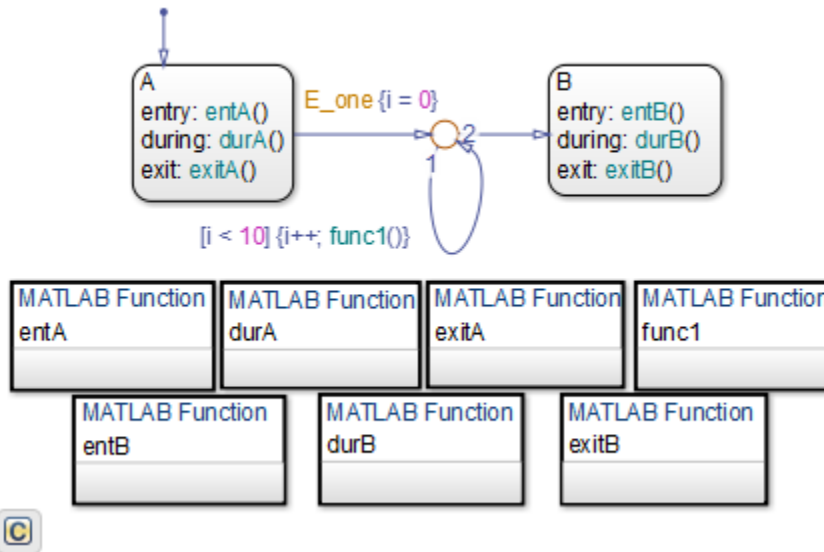 A
entry: entA()
during: durA()
exit: exitA()
E_one {i = 0}
2
1
[i < 10] {i++; func1()}
B
entry: entB()
during: durB()
exit: exitB()
MATLAB Function
entA
MATLAB Function
durA
MATLAB Function
exitA
MATLAB Function
func1
MATLAB Function
entB
MATLAB Function
durB
MATLAB Function
exitB
C